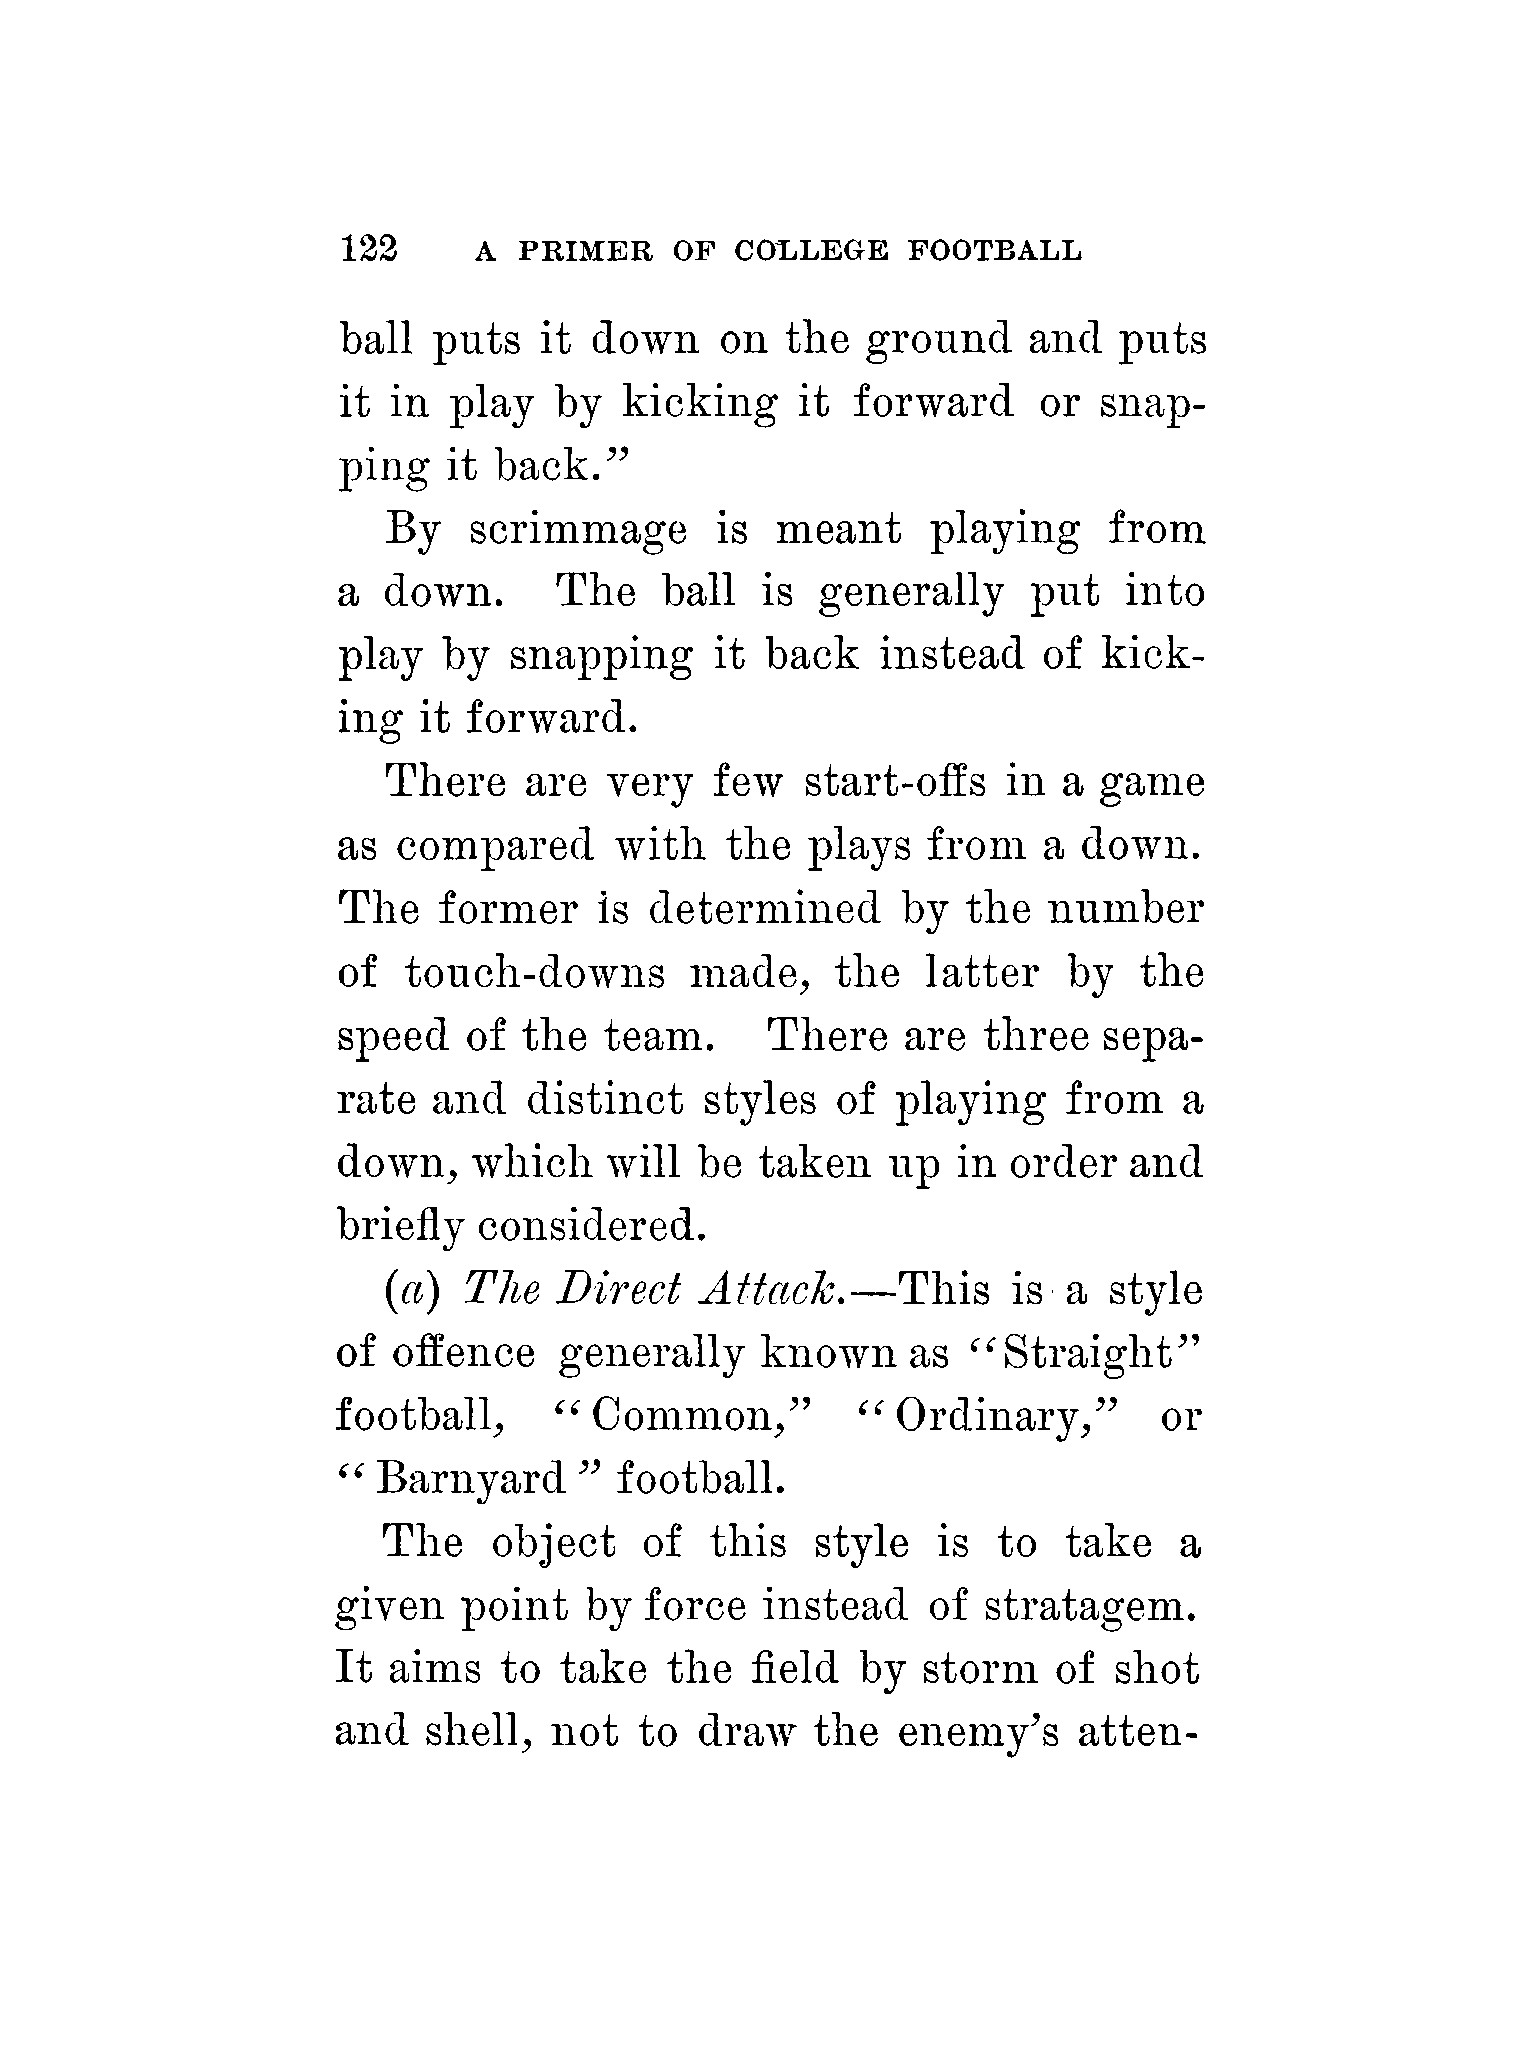 122 A PRIMER OF COLLEGE FOOTBALL
ball puts it down on the ground and puts
it in play by kicking it forward or snap-
ping it back.”
By scrimmage is meant playing from
a down. The ball is generally put into
play by snapping it back instead of kick-
ing it forward.
There are very few start-offs in a game
as compared with the plays from a down.
The former is determined by the number
of touch-downs made, the latter by the
speed of the team. There are three sepa-
rate and distinct styles of playing from a
down, which will be taken up in order and
briefly considered.
(a) The Direct Attack.—This is a style
of offence generally known as “Straight”
football, “Common,” “Ordinary,” or
“Barnyard” football.
The object of this style is to take a
given point by force instead of stratagem.
It aims to take the field by storm of shot
and shell, not to draw the enemy’s atten-